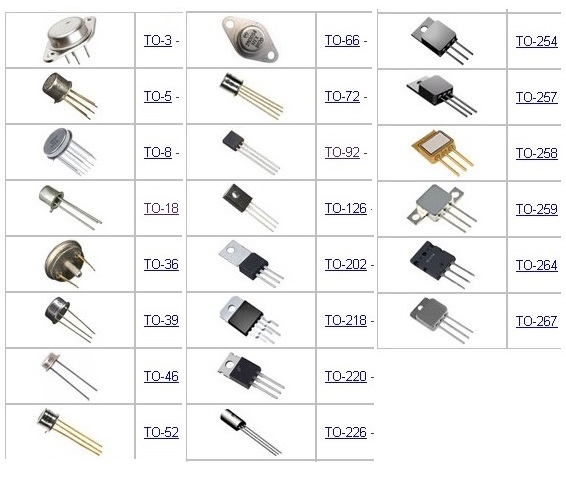 TO-3 -
TO-5 -
TO-8 -
TO-18
TO-36
TO-39
TO-46
TO-52
TO-66 -
TO-72 -
TO-92 -
TO-126
TO-202
TO-218 -
TO-220 -
TO-226 -
TO-254
TO-257
TO-258
TO-259
TO-264
TO-267